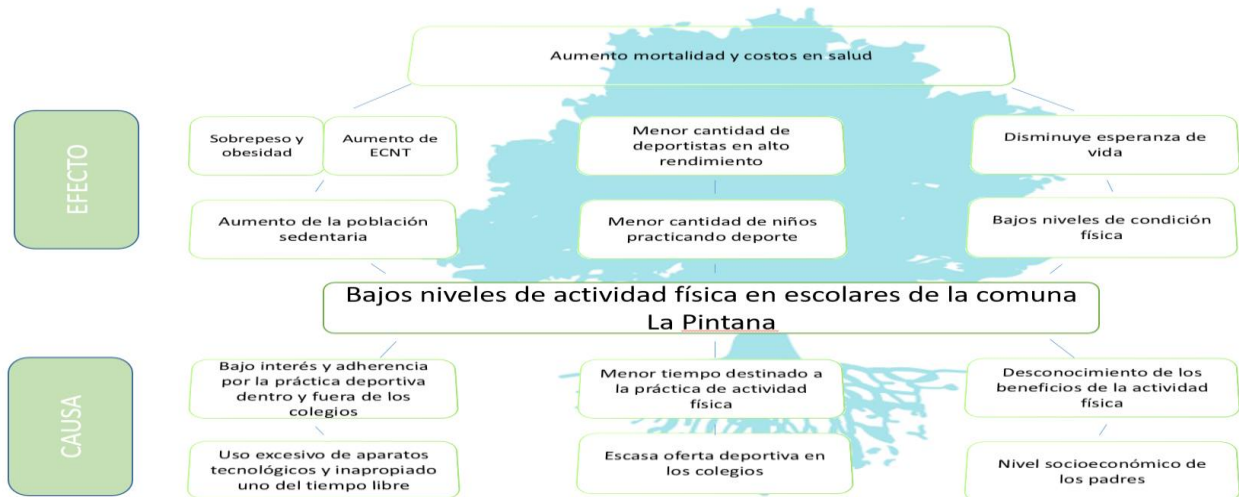 Aumento mortalidad y costos en salud
EFECTO
Sobrepeso y
obesidad
Aumento de
ECNT
Menor cantidad de
deportistas en alto
rendimiento
Disminuye esperanza de
vida
Aumento de la población
sedentaria
Menor cantidad de niños
practicando deporte
Bajos niveles de condición
física
Bajos niveles de actividad física en escolares de la comuna
La Pintana
CAUSA
Bajo interés y adherencia
por la práctica deportiva
dentro y fuera de los
colegios
Menor tiempo destinado a
la práctica de actividad
física
Desconocimiento de los
beneficios de la actividad
física
Uso excesivo de aparatos
tecnológicos y inapropiado
uno del tiempo libre
Escasa oferta deportiva en
los colegios
Nivel socioeconómico de
los padres